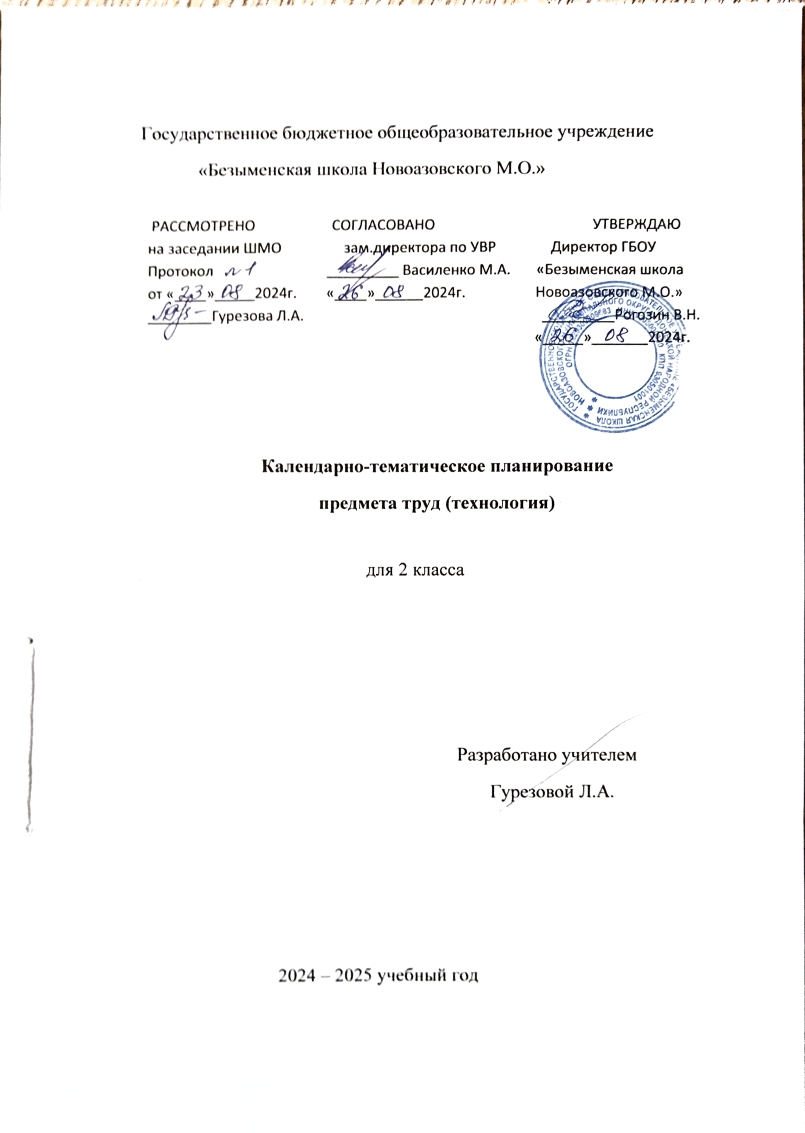 Государственное бюджетное общеобразовательное учреждение
«Безыменская школа Новоазовского М.О.»
РАССМОТРЕНО
на заседании ШМО
Протокол №1
от « 23 » 08 2024г.
Гурезова Л.А.
СОГЛАСОВАНО
зам.директора по УВР
Василенко М.А.
« 26 » 08 2024г.
УТВЕРЖДАЮ
Директор ГБОУ
«Безыменская школа
Новоазовского М.О.»
Рогозин В.Н.
« 26 » 08 2024г.
Календарно-тематическое планирование
предмета труд (технология)
для 2 класса
Разработано учителем
Гурезовой Л.А.
2024 – 2025 учебный год